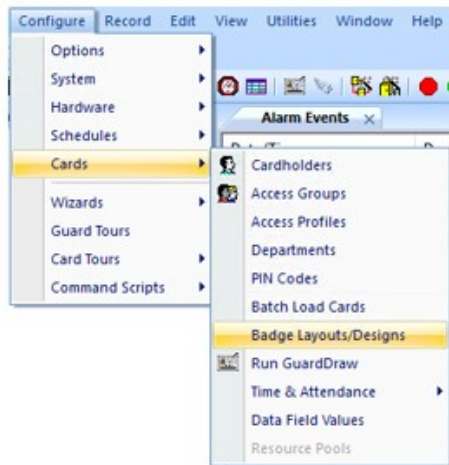 Configure Record Edit View Utilities Window Help
Options
System
Hardware
Schedules
Cards
Wizards
Guard Tours
Card Tours
Command Scripts
Alarm Events
Cardholders
Access Groups
Access Profiles
Departments
PIN Codes
Batch Load Cards
Badge Layouts/Designs
Run GuardDraw
Time & Attendance
Data Field Values
Resource Pools